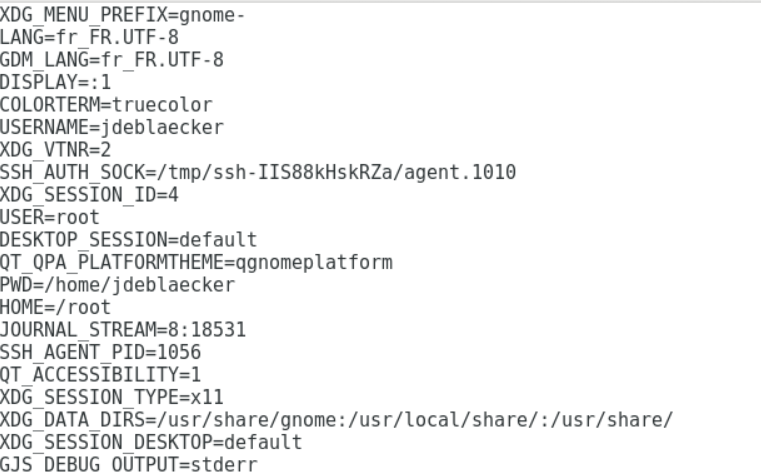 XDG_MENU_PREFIX=gnome-
LANG=fr_FR.UTF-8
GDM_LANG=fr_FR.UTF-8
DISPLAY=:1
COLORTERM=truecolor
USERNAME=jdeblaecker
XDG_VTNR=2
SSH_AUTH_SOCK=/tmp/ssh-IIS88kHskRZa/agent.1010
XDG_SESSION_ID=4
USER=root
DESKTOP_SESSION=default
QT_QPA_PLATFORMTHEME=qgnomeplatform
PWD=/home/jdeblaecker
HOME=/root
JOURNAL_STREAM=8:18531
SSH_AGENT_PID=1056
QT_ACCESSIBILITY=1
XDG_SESSION_TYPE=x11
XDG_DATA_DIRS=/usr/share/gnome:/usr/local/share/:/usr/share/
XDG_SESSION_DESKTOP=default
GJS_DEBUG_OUTPUT=stderr